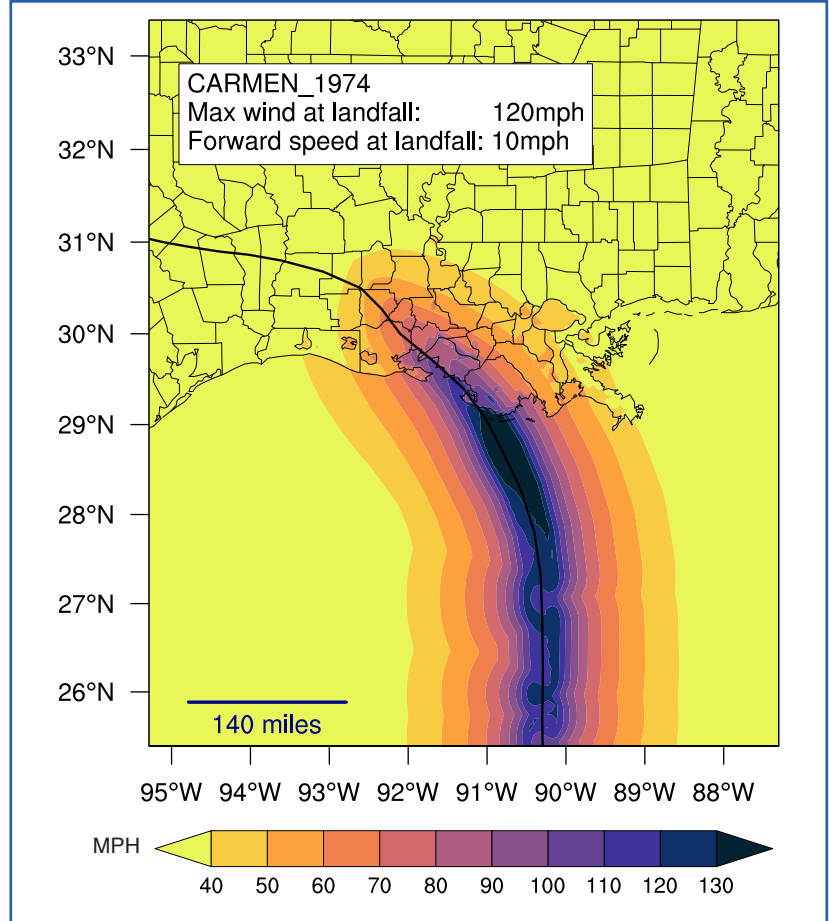 33°N
CARMEN_1974
Max wind at landfall: 120mph
Forward speed at landfall: 10mph
32°N
31°N
30°N
29°N
28°N
27°N
26°N
140 miles
95°W 94°W 93°W 92°W 91°W 90°W 89°W 88°W
MPH
40 50 60 70 80 90 100 110 120 130